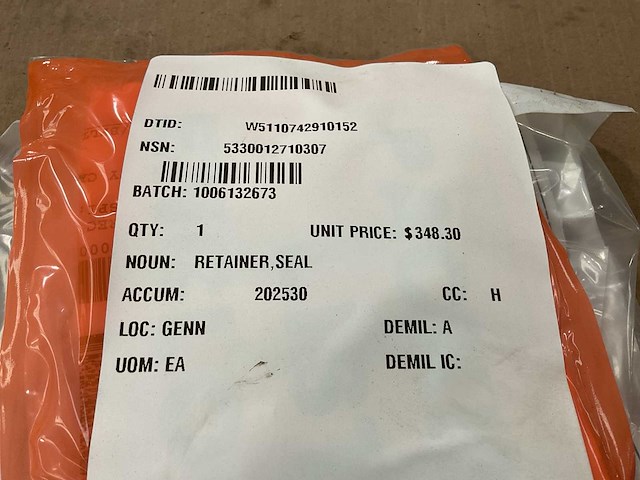 DTID: W5110742910152
NSN: 5330012710307
BATCH: 1006132673
QTY: 1 UNIT PRICE: $348.30
NOUN: RETAINER,SEAL
ACCUM: 202530 CC: H
LOC: GENN DEMIL: A
UOM: EA DEMIL IC: